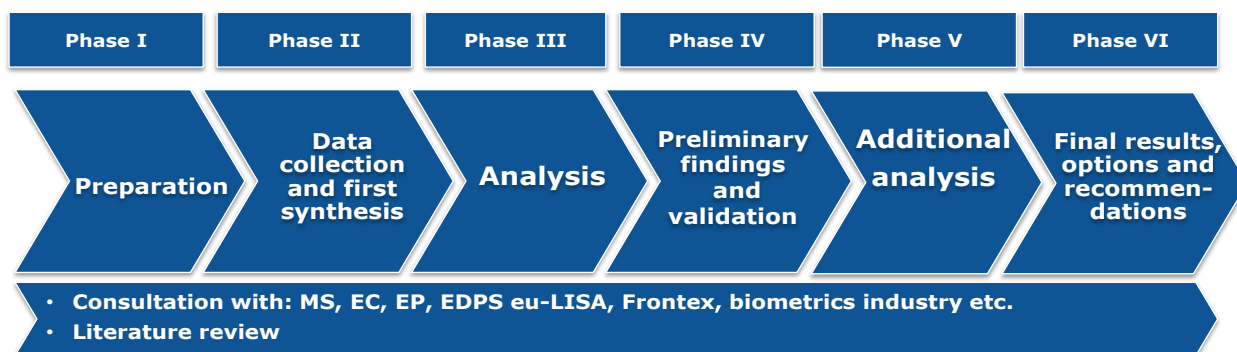 Phase I
Phase II
Phase III
Phase IV
Phase V
Phase VI
Preparation
Data
collection
and first
synthesis
Analysis
Preliminary
findings
and
validation
Additional
analysis
Final results,
options and
recommen-
dations
• Consultation with: MS, EC, EP, EDPS eu-LISA, Frontex, biometrics industry etc.
• Literature review